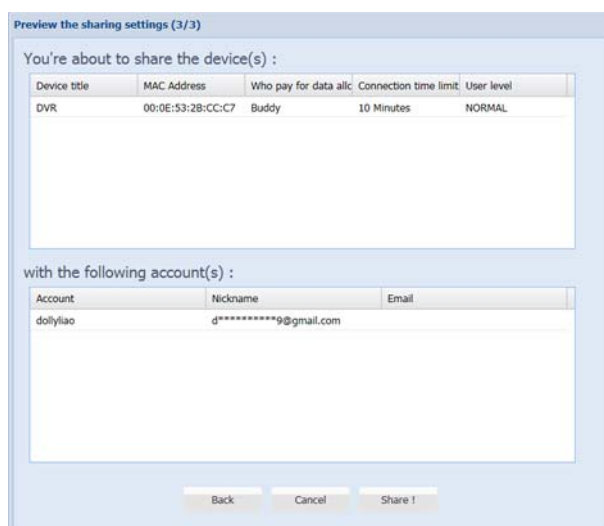 Preview the sharing settings (3/3)
You're about to share the device(s) :
Device title MAC Address Who pay for data allc Connection time limit User level
DVR 00:0E:53:2B:CC:C7 Buddy 10 Minutes NORMAL
with the following account(s) :
Account Nickname Email
dollyliao d**********9@gmail.com
Back Cancel Share !